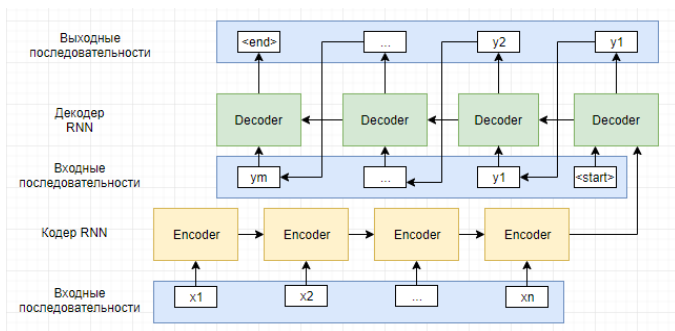 Выходные
последовательности
<end>
...
y2
y1
Декодер
RNN
Decoder
Decoder
Decoder
Decoder
Входные
последовательности
ym
...
y1
<start>
Кодер RNN
Encoder
Encoder
Encoder
Encoder
Входные
последовательности
x1
x2
...
xn